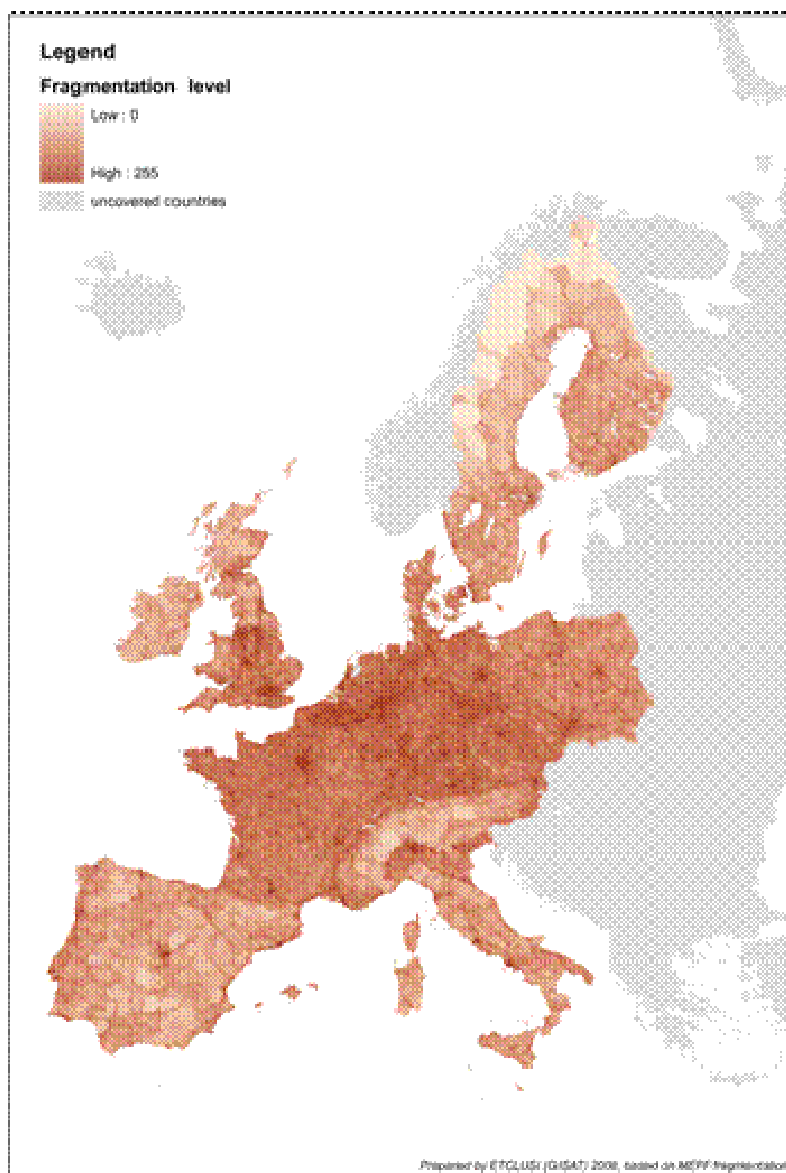 Legend
Fragmentation level
Low : 0
High : 255
uncovered countries
Prepared by ETCLUSI (GISAT) 2008, based on MEFF fragmentation